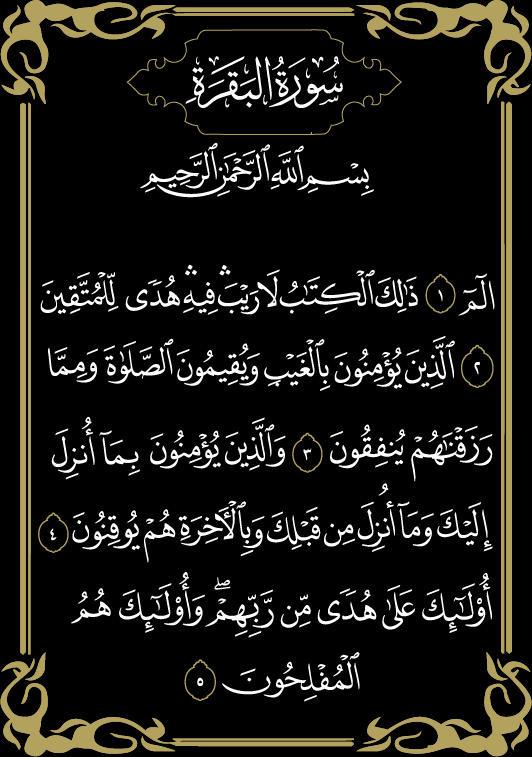 سُورَةُ البَقَرَةِ
بِسْمِ ٱللَّهِ ٱلرَّحْمَٰنِ ٱلرَّحِيمِ
الٓمٓ ١ ذَٰلِكَ ٱلْكِتَٰبُ لَا رَيْبَ ۛ فِيهِ ۛ هُدًى لِّلْمُتَّقِينَ
٢ ٱلَّذِينَ يُؤْمِنُونَ بِٱلْغَيْبِ وَيُقِيمُونَ ٱلصَّلَوٰةَ وَمِمَّا
رَزَقْنَٰهُمْ يُنفِقُونَ ٣ وَٱلَّذِينَ يُؤْمِنُونَ بِمَآ أُنزِلَ
إِلَيْكَ وَمَآ أُنزِلَ مِن قَبْلِكَ وَبِٱلْأٓخِرَةِ هُمْ يُوقِنُونَ ٤
أُو۟لَٰٓئِكَ عَلَىٰ هُدًى مِّن رَّبِّهِمْ ۖ وَأُو۟لَٰٓئِكَ هُمُ
ٱلْمُفْلِحُونَ ٥